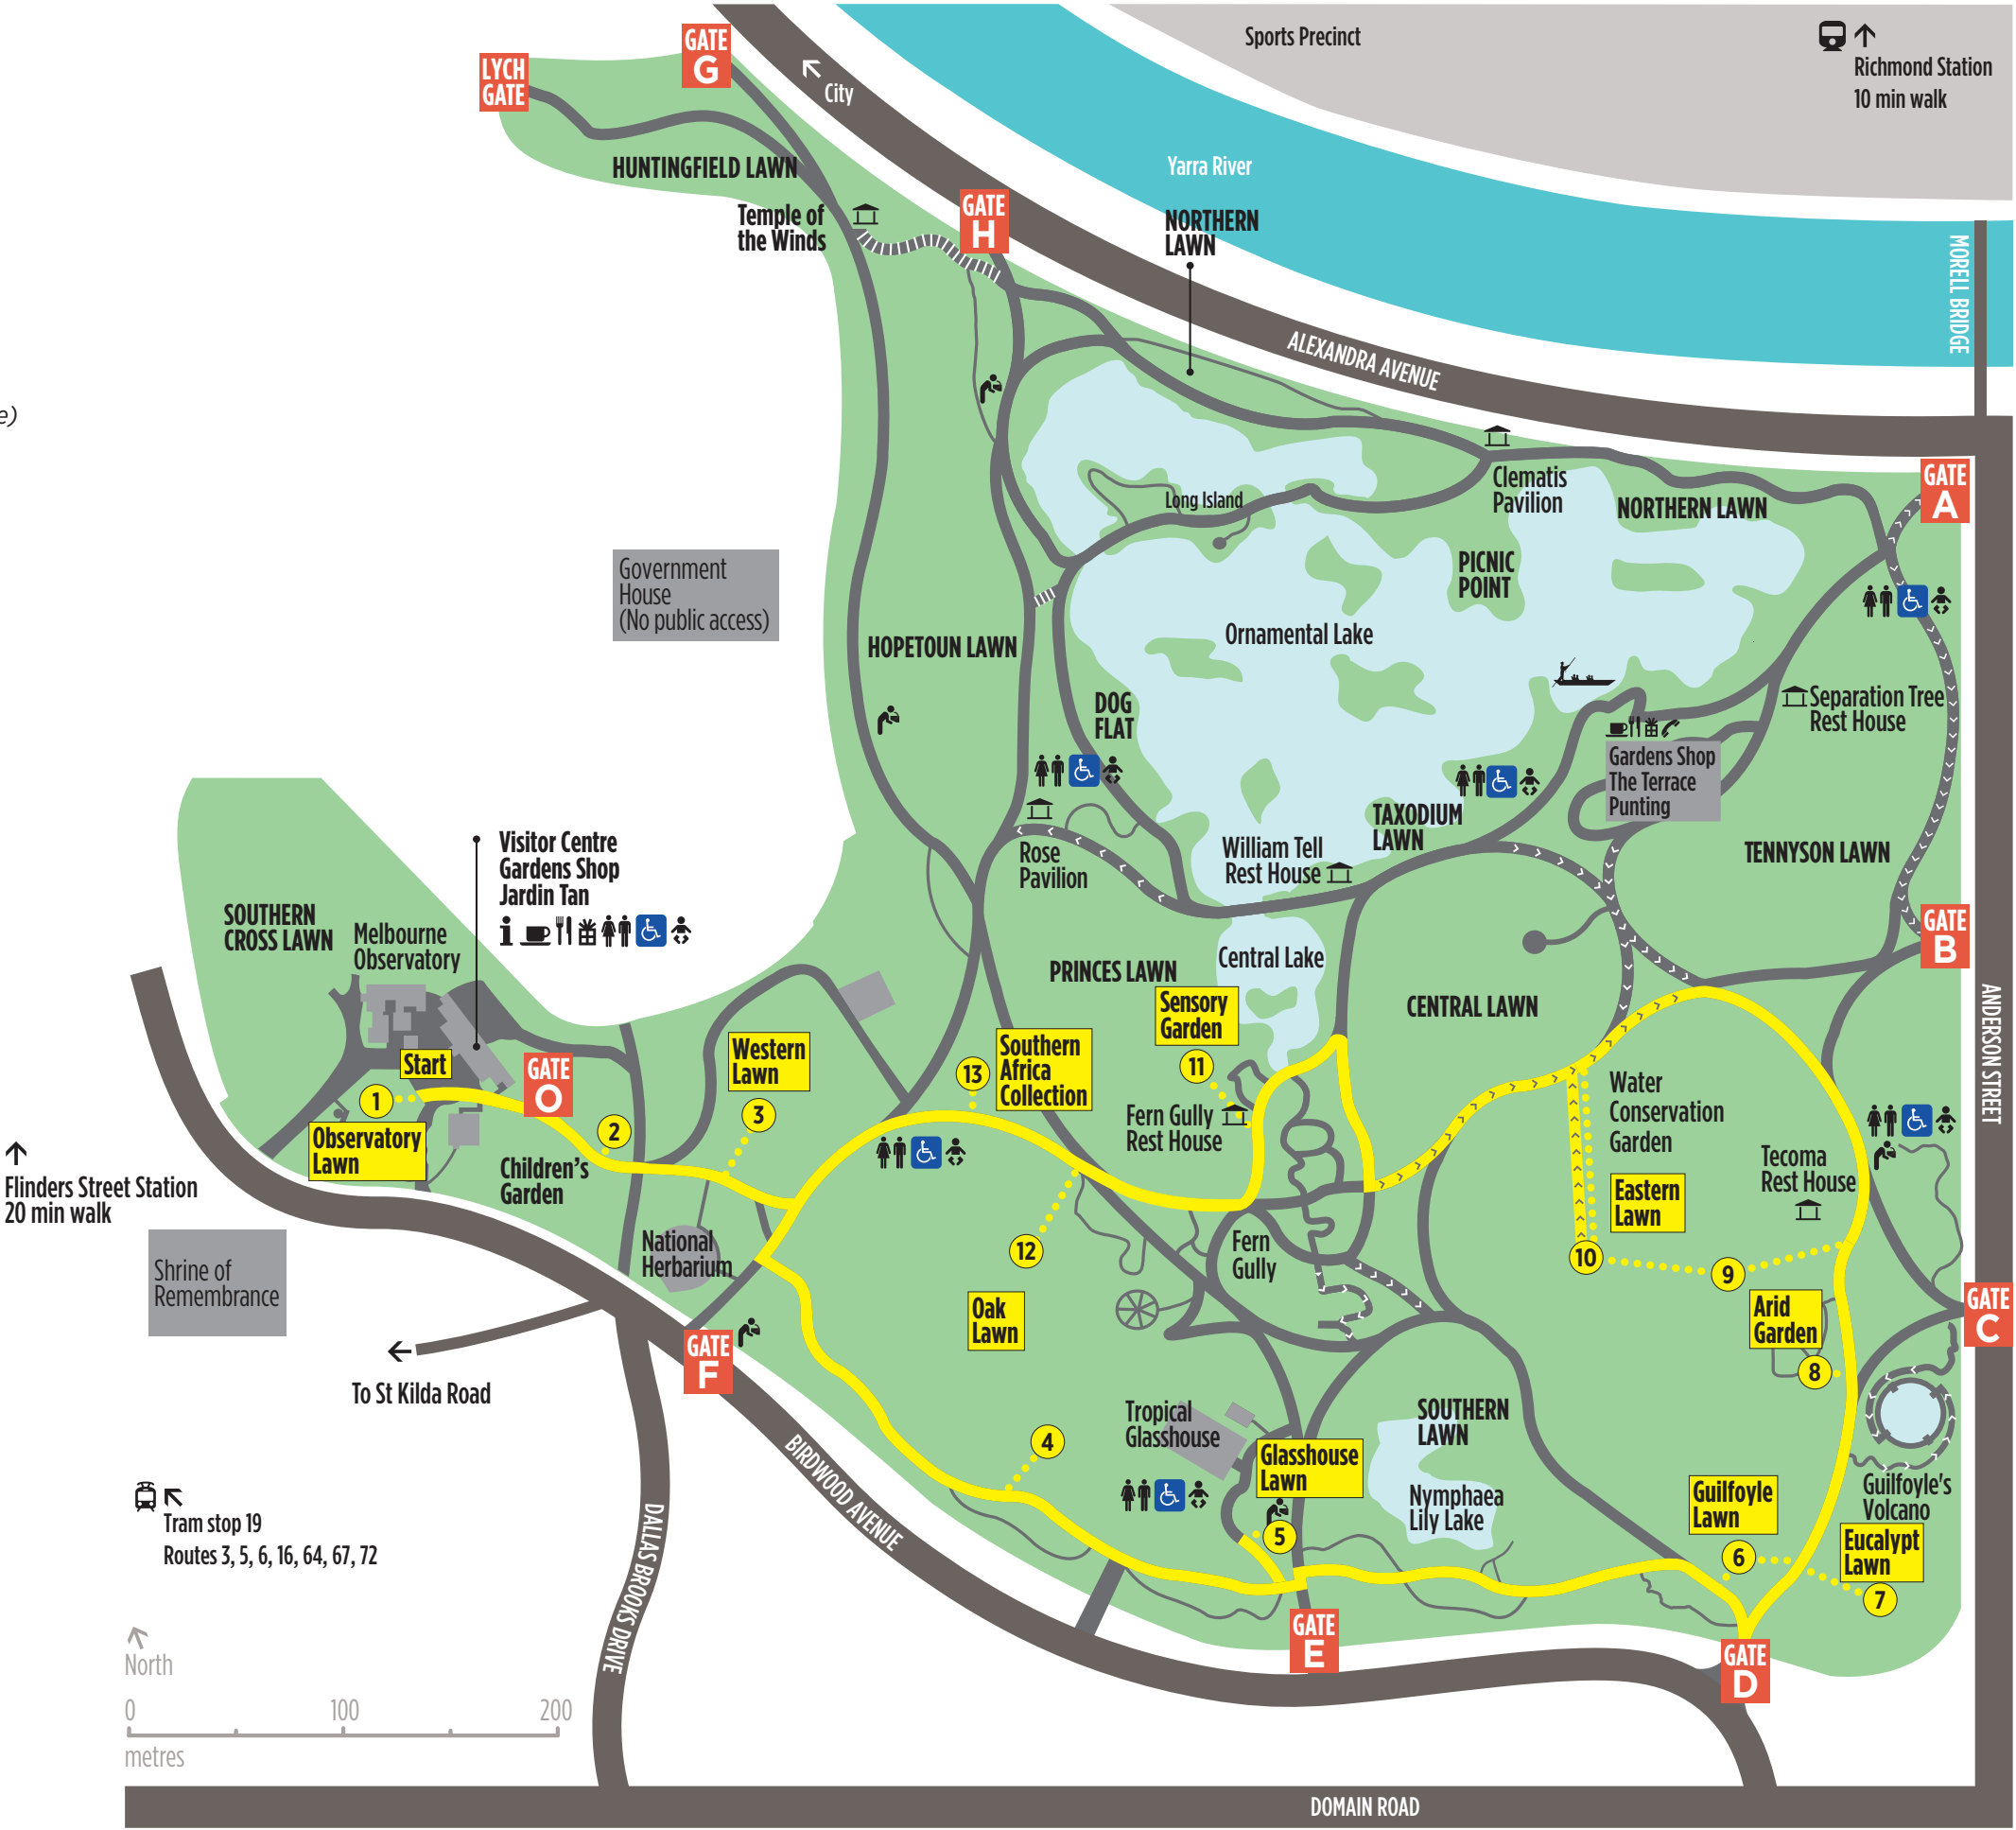 Sports Precinct
Richmond Station
10 min walk
GATE
G
LYCH
GATE
City
HUNTINGFIELD LAWN
Yarra River
Temple of
the Winds
GATE
H
NORTHERN
LAWN
MORELL BRIDGE
ALEXANDRA AVENUE
e)
Clematis
Pavilion
Long Island
NORTHERN LAWN
GATE
A
Government
House
(No public access)
PICNIC
POINT
Ornamental Lake
HOPETOUN LAWN
DOG
FLAT
Separation Tree
Rest House
Gardens Shop
The Terrace
Punting
TAXODIUM
LAWN
William Tell
Rest House
Rose
Pavilion
TENNYSON LAWN
Visitor Centre
Gardens Shop
Jardin Tan
SOUTHERN
CROSS LAWN
Melbourne
Observatory
GATE
B
Central Lake
PRINCES LAWN
Sensory
Garden
11
CENTRAL LAWN
ANDERSON STREET
Start
1
Observatory
Lawn
GATE
O
2
Children's
Garden
Western
Lawn
3
13
Southern
Africa
Collection
Fern Gully
Rest House
Water
Conservation
Garden
Tecoma
Rest House
Flinders Street Station
20 min walk
Eastern
Lawn
Shrine of
Remembrance
National
Herbarium
12
Fern
Gully
10
9
Arid
Garden
8
GATE
C
Oak
Lawn
GATE
F
To St Kilda Road
4
Tropical
Glasshouse
SOUTHERN
LAWN
Glasshouse
Lawn
5
Nymphaea
Lily Lake
Guilfoyle
Lawn
6
Guilfoyle's
Volcano
Eucalypt
Lawn
7
BIRDWOOD AVENUE
DALLAS BROOKS DRIVE
Tram stop 19
Routes 3, 5, 6, 16, 64, 67, 72
GATE
E
GATE
D
North
0 100 200
metres
DOMAIN ROAD